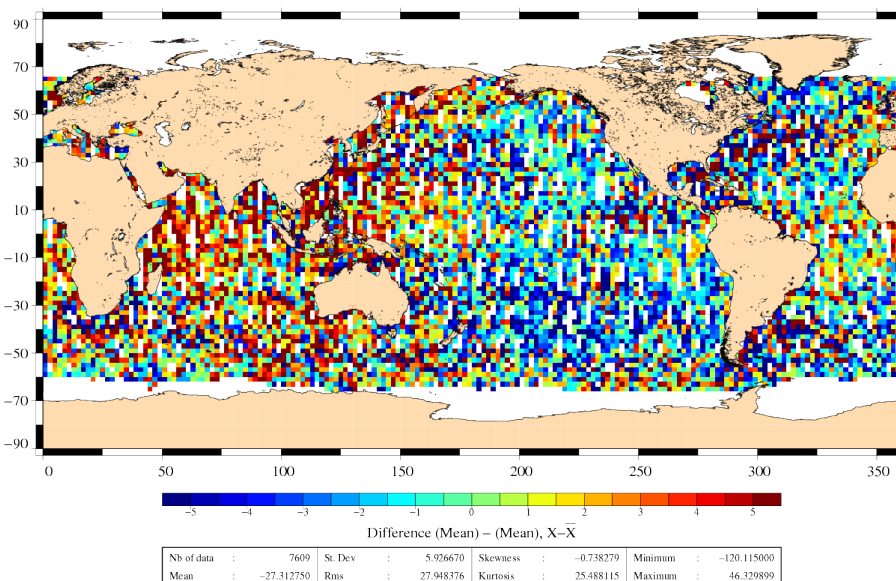 90
70
50
30
10
−10
−30
−50
−70
−90
0 50 100 150 200 250 300 350
−5 −4 −3 −2 −1 0 1 2 3 4 5
Difference (Mean) − (Mean), X−X̅
Nb of data : 7609 St. Dev : 5.926670 Skewness : −0.738279 Minimum : −120.115000
Mean : −27.312750 Rms : 27.948376 Kurtosis : 25.488115 Maximum : 46.329899